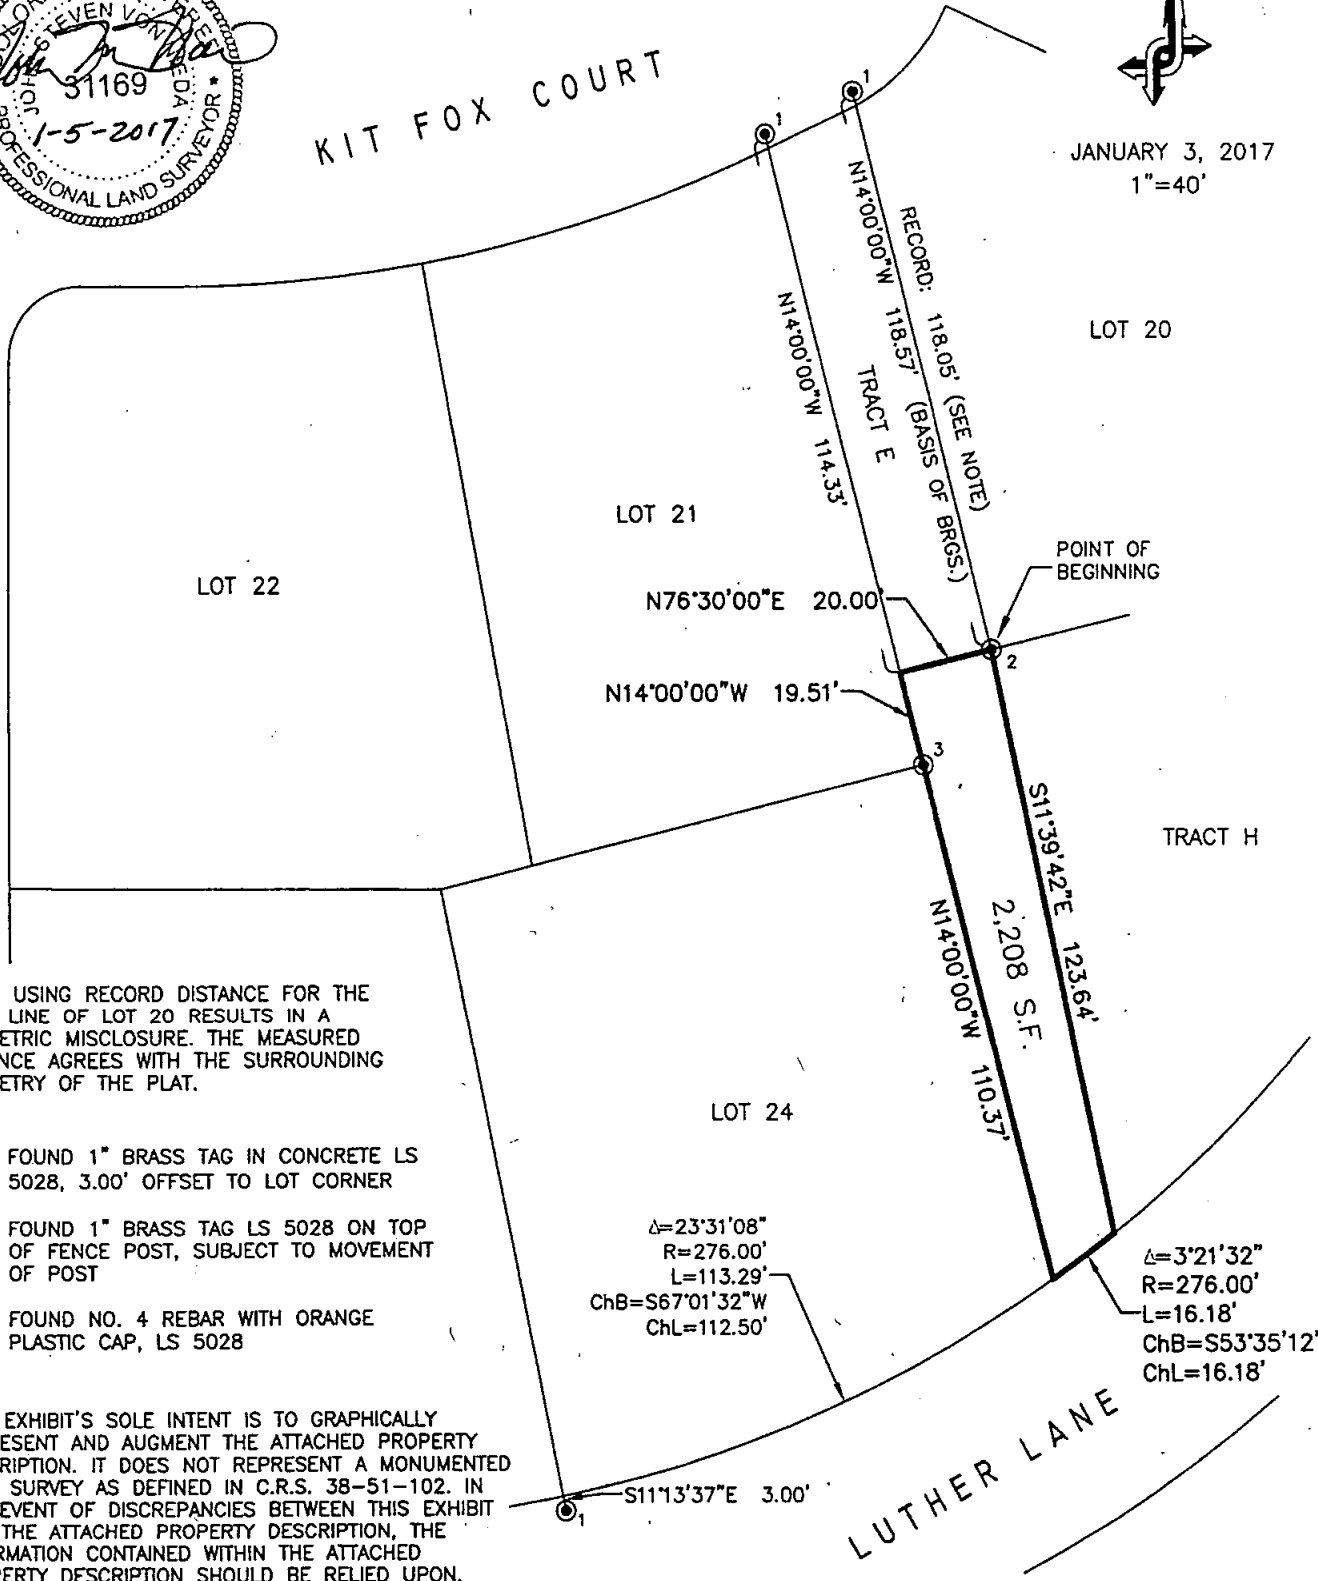 STEVEN VON
31169
1-5-2017
PROFESSIONAL LAND SURVEYOR
KIT FOX COURT
JANUARY 3, 2017
1"=40'
1
1
N14°00'00"W 114.33'
TRACT E
N14°00'00"W 118.57' (BASIS OF BRGS.)
RECORD: 118.05' (SEE NOTE)
LOT 20
LOT 21
LOT 22
POINT OF
BEGINNING
N76°30'00"E 20.00'
2
N14°00'00"W 19.51'
3
S11°39'42"E 123.64'
TRACT H
2,208 S.F.
N14°00'00"W 110.37'
USING RECORD DISTANCE FOR THE
LINE OF LOT 20 RESULTS IN A
ETRIC MISCLOSURE. THE MEASURED
NCE AGREES WITH THE SURROUNDING
ETRY OF THE PLAT.
LOT 24
FOUND 1" BRASS TAG IN CONCRETE LS
5028, 3.00' OFFSET TO LOT CORNER
FOUND 1" BRASS TAG LS 5028 ON TOP
OF FENCE POST, SUBJECT TO MOVEMENT
OF POST
FOUND NO. 4 REBAR WITH ORANGE
PLASTIC CAP, LS 5028
Δ=23°31'08"
R=276.00'
L=113.29'
ChB=S67°01'32"W
ChL=112.50'
Δ=3°21'32"
R=276.00'
L=16.18'
ChB=S53°35'12"
ChL=16.18'
EXHIBIT'S SOLE INTENT IS TO GRAPHICALLY
ESENT AND AUGMENT THE ATTACHED PROPERTY
RIPTION. IT DOES NOT REPRESENT A MONUMENTED
SURVEY AS DEFINED IN C.R.S. 38-51-102. IN
EVENT OF DISCREPANCIES BETWEEN THIS EXHIBIT
THE ATTACHED PROPERTY DESCRIPTION, THE
RMATION CONTAINED WITHIN THE ATTACHED
PERTY DESCRIPTION SHOULD BE RELIED UPON.
S11°13'37"E 3.00'
1
LUTHER LANE